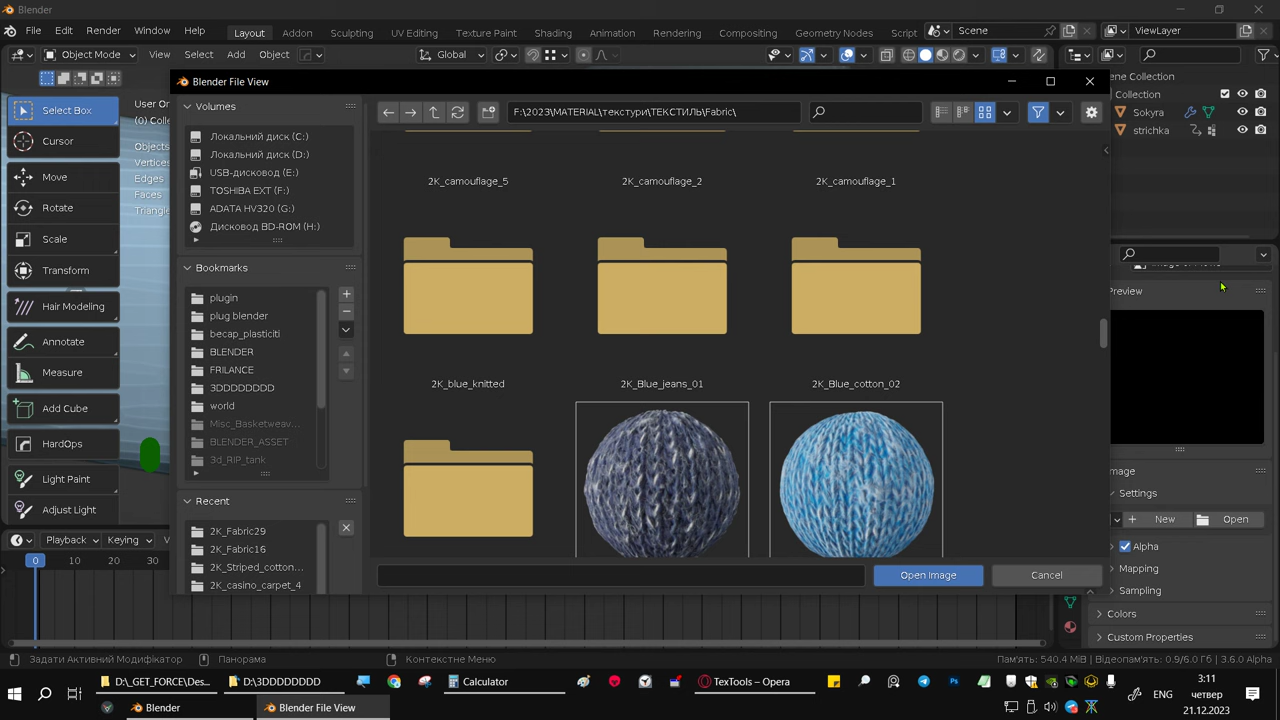 Blender
File Edit Render Window Help Layout Addon Sculpting UV Editing Texture Paint Shading Animation Rendering Compositing Geometry Nodes Script Scene ViewLayer
Object Mode View Select Add Object Global
Blender File View
Select Box
Cursor
Move
Rotate
Scale
Transform
Hair Modeling
Annotate
Measure
Add Cube
HardOps
Light Paint
Adjust Light
User Or
(0) Colle
Objects
Vertices
Edges
Faces
Triang
Volumes
Локальний диск (C:)
Локальний диск (D:)
USB-дисковод (E:)
TOSHIBA EXT (F:)
ADATA HV320 (G:)
Дисковод BD-ROM (H:)
Bookmarks
plugin
plug blender
becap_plasticiti
BLENDER
FRILANCE
3DDDDDDDD
world
Misc_Basketweav...
BLENDER_ASSET
3d_RIP_tank
Recent
2K_Fabric29
2K_Fabric16
2K_Striped_cotton...
2K_casino_carpet_4
F:\2023\MATERIAL\текстури\ТЕКСТИЛЬ\Fabric\
2K_camouflage_5 2K_camouflage_2 2K_camouflage_1
2K_blue_knitted 2K_Blue_jeans_01 2K_Blue_cotton_02
Open Image Cancel
Scene Collection
Collection
Sokyra
strichka
Preview
mage
Settings
New Open
Alpha
Mapping
Sampling
Colors
Custom Properties
Playback Keying
0 10 20 30
Задати Активний Модифікатор Панорама Контекстне Меню Пам'ять: 540.4 MiB | Відеопам'ять: 0.9/6.0 Гб | 3.6.0 Alpha
D:\_GET_FORCE\Des... D:\3DDDDDDDD Calculator TexTools – Opera
Blender Blender File View
ENG
3:11
четвер
21.12.2023